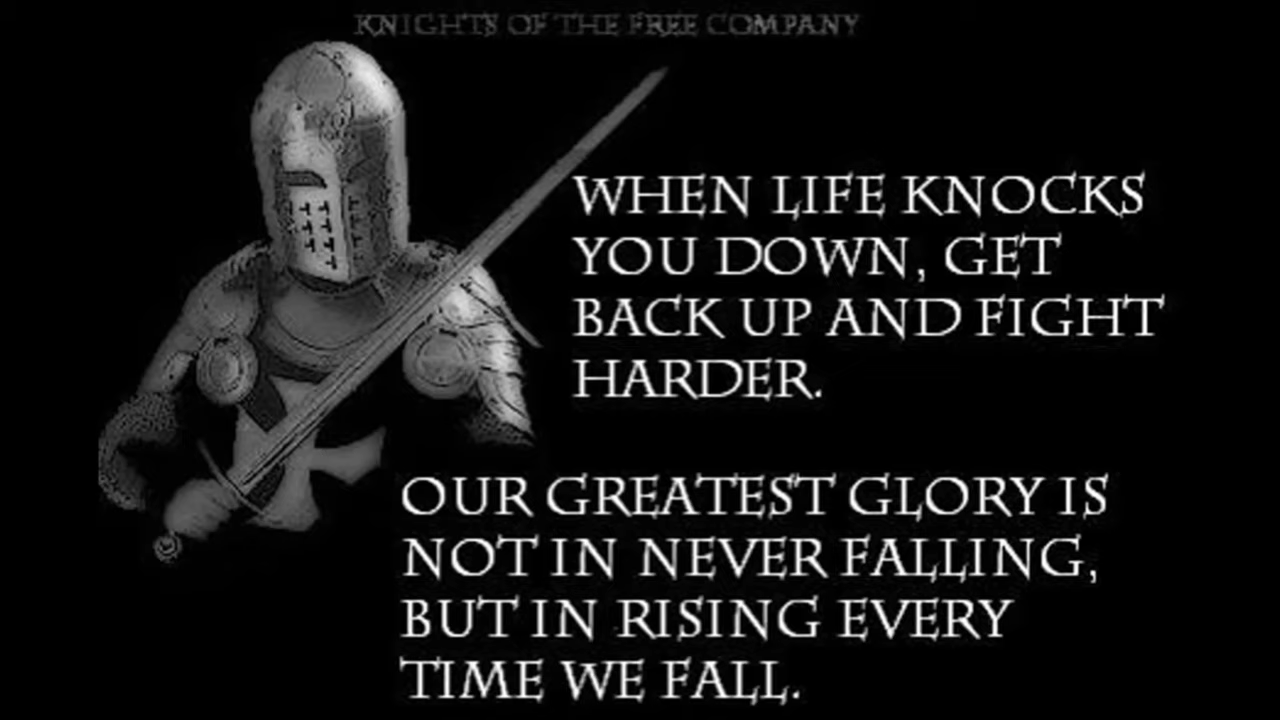 KNIGHTS OF THE FREE COMPANY
WHEN LIFE KNOCKS
YOU DOWN, GET
BACK UP AND FIGHT
HARDER.
OUR GREATEST GLORY IS
NOT IN NEVER FALLING,
BUT IN RISING EVERY
TIME WE FALL.